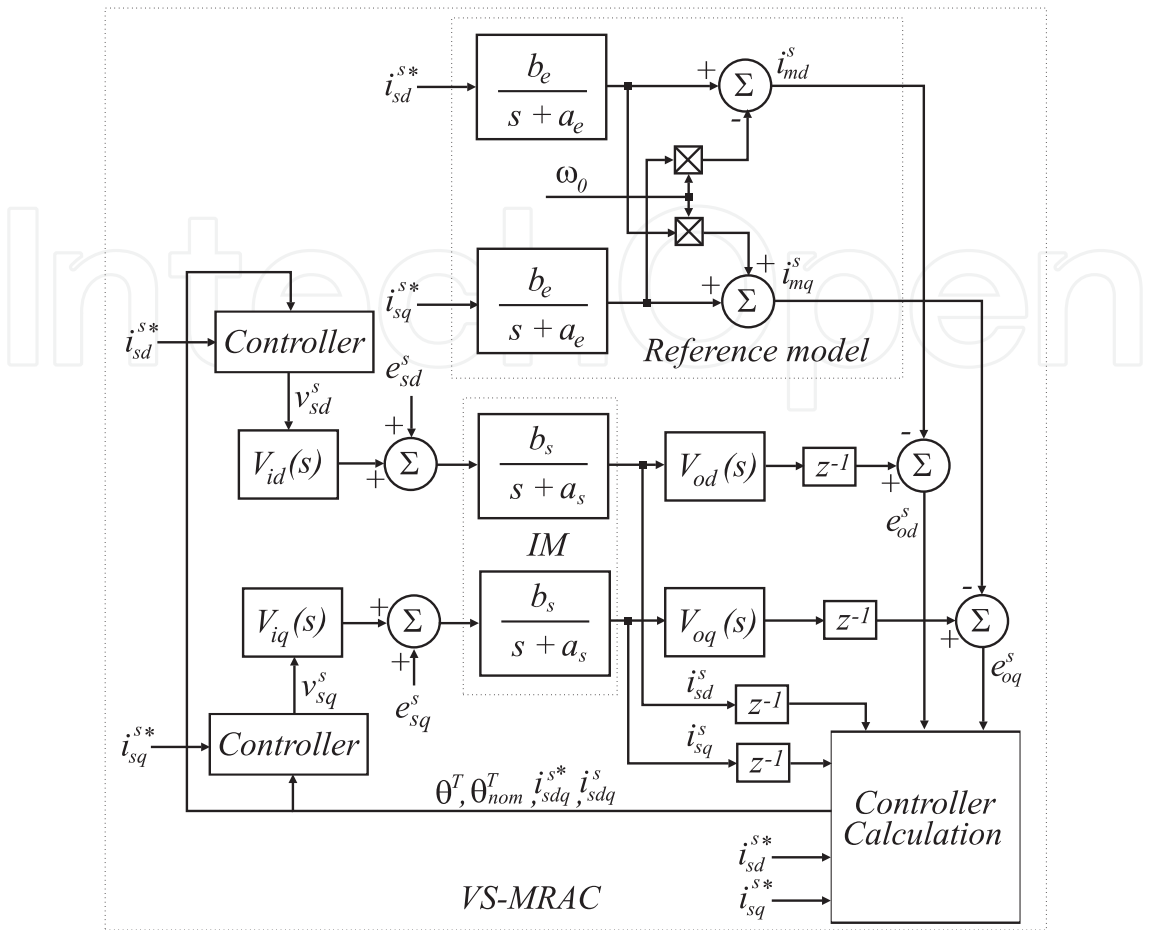 i_sd^s*
b_e
s + a_e
+
Σ
-
i_md^s
ω_0
i_sq^s*
b_e
s + a_e
+
+
Σ
i_mq^s
Reference model
i_sd^s*
Controller
v_sd^s
e_sd^s
V_id(s)
+
+
Σ
b_s
s + a_s
V_od(s)
z^-1
-
+
Σ
e_od^s
IM
V_iq(s)
+
+
Σ
e_sq^s
b_s
s + a_s
V_oq(s)
z^-1
-
+
Σ
e_oq^s
v_sq^s
i_sq^s*
Controller
i_sd^s
z^-1
i_sq^s
z^-1
θ^T, θ_nom^T, i_sdq^s*, i_sdq^s
Controller
Calculation
i_sd^s*
i_sq^s*
VS-MRAC
IntechOpen